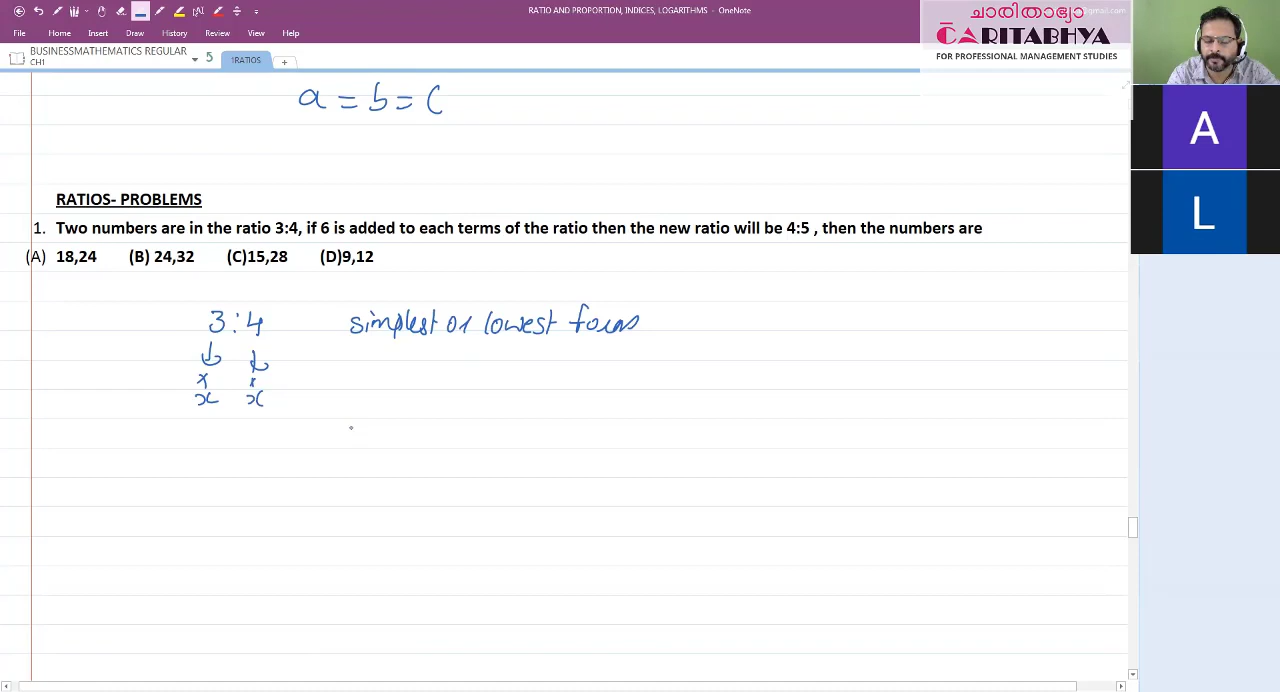 RATIO AND PROPORTION, INDICES, LOGARITHMS - OneNote
ചാരിതാഭ്യാ
@gmail.com
CARITABHYA
FOR PROFESSIONAL MANAGEMENT STUDIES
File Home Insert Draw History Review View Help
BUSINESSMATHEMATICS REGULAR
CH1
5
1RATIOS
+
a = b = c
RATIOS- PROBLEMS
1. Two numbers are in the ratio 3:4, if 6 is added to each terms of the ratio then the new ratio will be 4:5 , then the numbers are
(A) 18,24 (B) 24,32 (C)15,28 (D)9,12
3 : 4 simplest or lowest form
× ×
x x
A
L